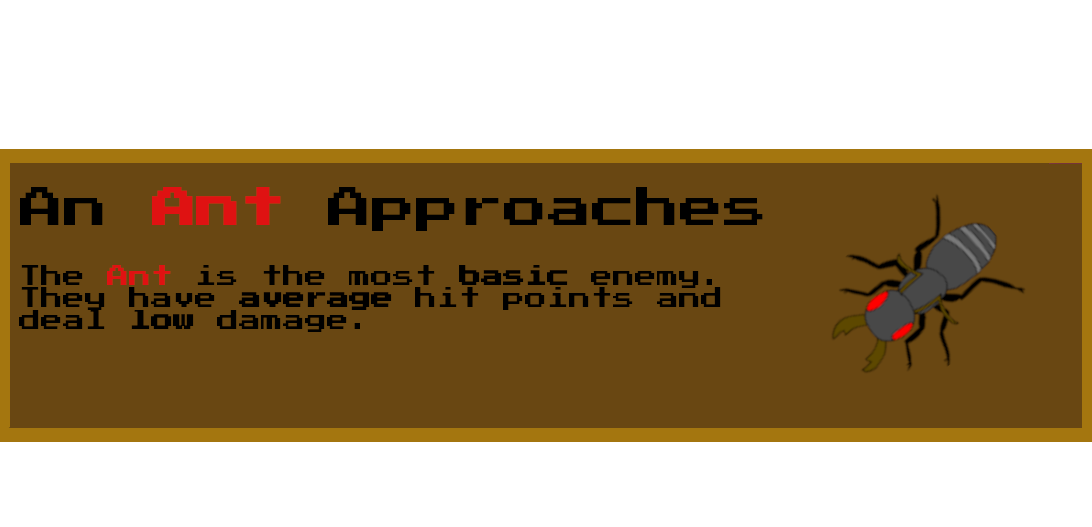 An Ant Approaches
The Ant is the most basic enemy.
They have average hit points and
deal low damage.